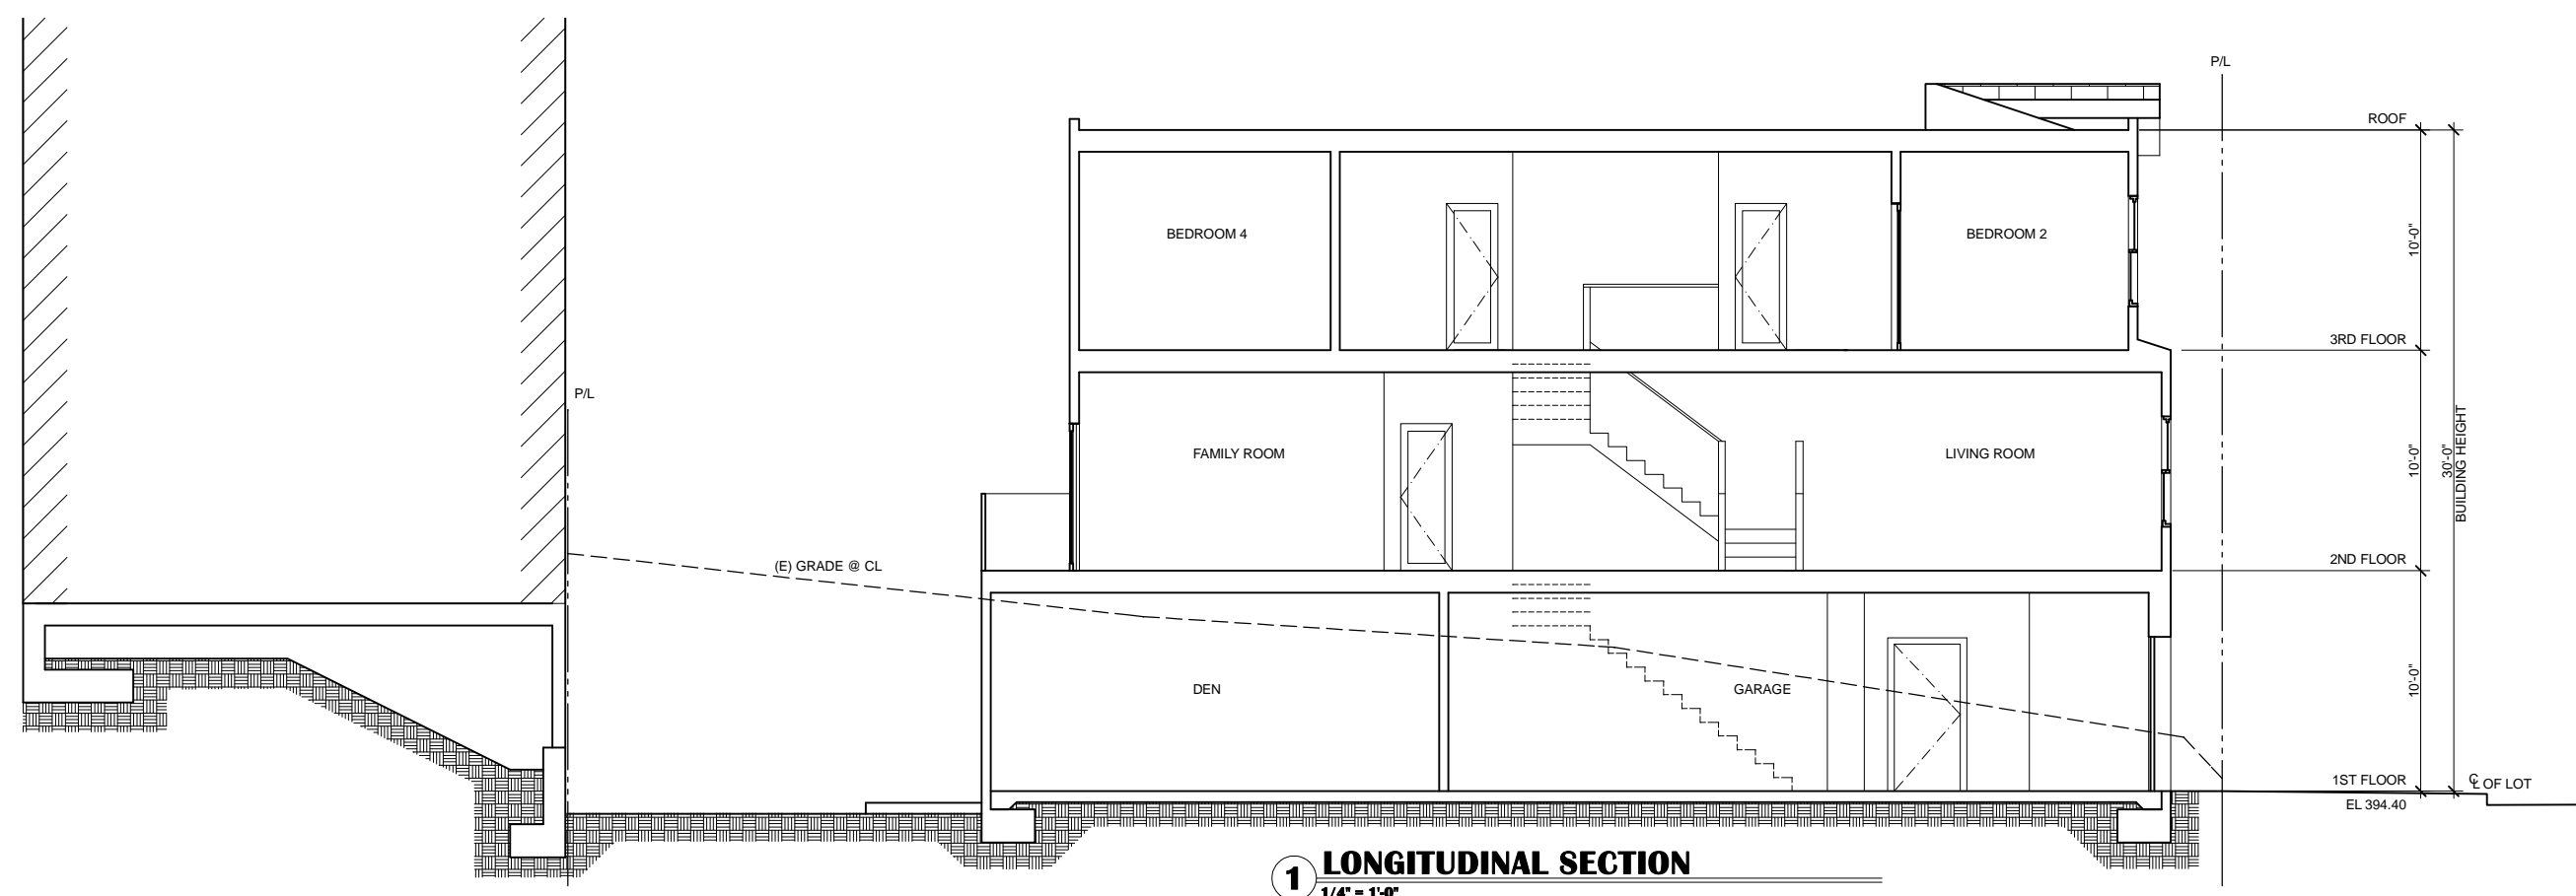 P/L
ROOF
BEDROOM 4
BEDROOM 2
10'-0"
3RD FLOOR
P/L
FAMILY ROOM
LIVING ROOM
10'-0"
30'-0"
BUILDING HEIGHT
(E) GRADE @ CL
2ND FLOOR
DEN
GARAGE
10'-0"
1ST FLOOR
CL OF LOT
EL 394.40
1 LONGITUDINAL SECTION
1/4" = 1'-0"